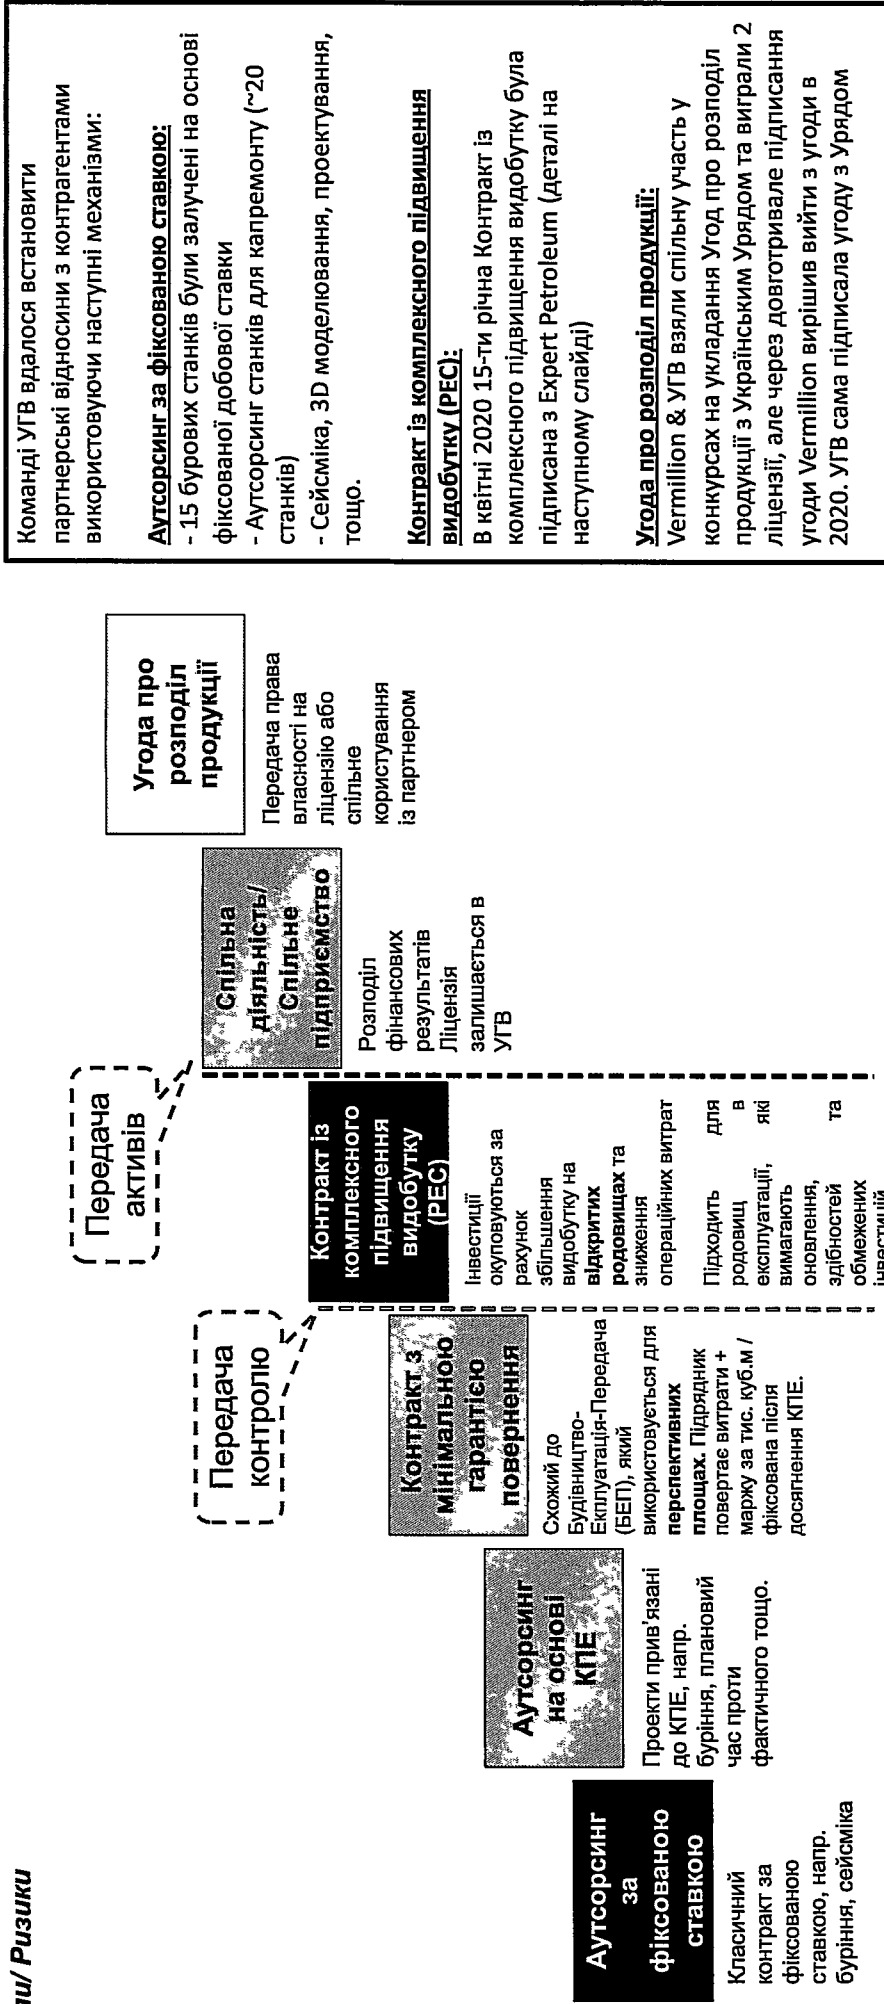 ти/ Ризики
Передача
контролю
Передача
активів
Аутсорсинг
за
фіксованою
ставкою
Класичний
контракт за
фіксованою
ставкою, напр.
буріння, сейсміка
Аутсорсинг
на основі
КПЕ
Проекти прив'язані
до КПЕ, напр.
буріння, плановий
час проти
фактичного тощо.
Контракт з
мінімальною
гарантією
повернення
Схожий до
Будівництво-
Екплуатація-Передача
(БЕП), який
використовується для
перспективних
площах. Підрядник
повертає витрати +
маржу за тис. куб.м /
фіксована після
досягнення КПЕ.
Контракт із
комплексного
підвищення
видобутку
(PEC)
Інвестиції
окуповуються за
рахунок
збільшення
видобутку на
відкритих
родовищах та
зниження
операційних витрат
Підходить для
родовищ в
експлуатації, які
вимагають
оновлення,
здібностей та
обмежених
інвестицій
Спільна
діяльність/
Спільне
підприємство
Розподіл
фінансових
результатів
Ліцензія
залишається в
УГВ
Угода про
розподіл
продукції
Передача права
власності на
ліцензію або
спільне
користування
із партнером
Команді УГВ вдалося встановити
партнерські відносини з контрагентами
використовуючи наступні механізми:
Аутсорсинг за фіксованою ставкою:
- 15 бурових станків були залучені на основі
фіксованої добової ставки
- Аутсорсинг станків для капремонту (~20
станків)
- Сейсміка, 3D моделювання, проектування,
тощо.
Контракт із комплексного підвищення
видобутку (PEC):
В квітні 2020 15-ти річна Контракт із
комплексного підвищення видобутку була
підписана з Expert Petroleum (деталі на
наступному слайді)
Угода про розподіл продукції:
Vermillion & УГВ взяли спільну участь у
конкурсах на укладання Угод про розподіл
продукції з Українським Урядом та виграли 2
ліцензії, але через довготривале підписання
угоди Vermillion вирішив вийти з угоди в
2020. УГВ сама підписала угоду з Урядом